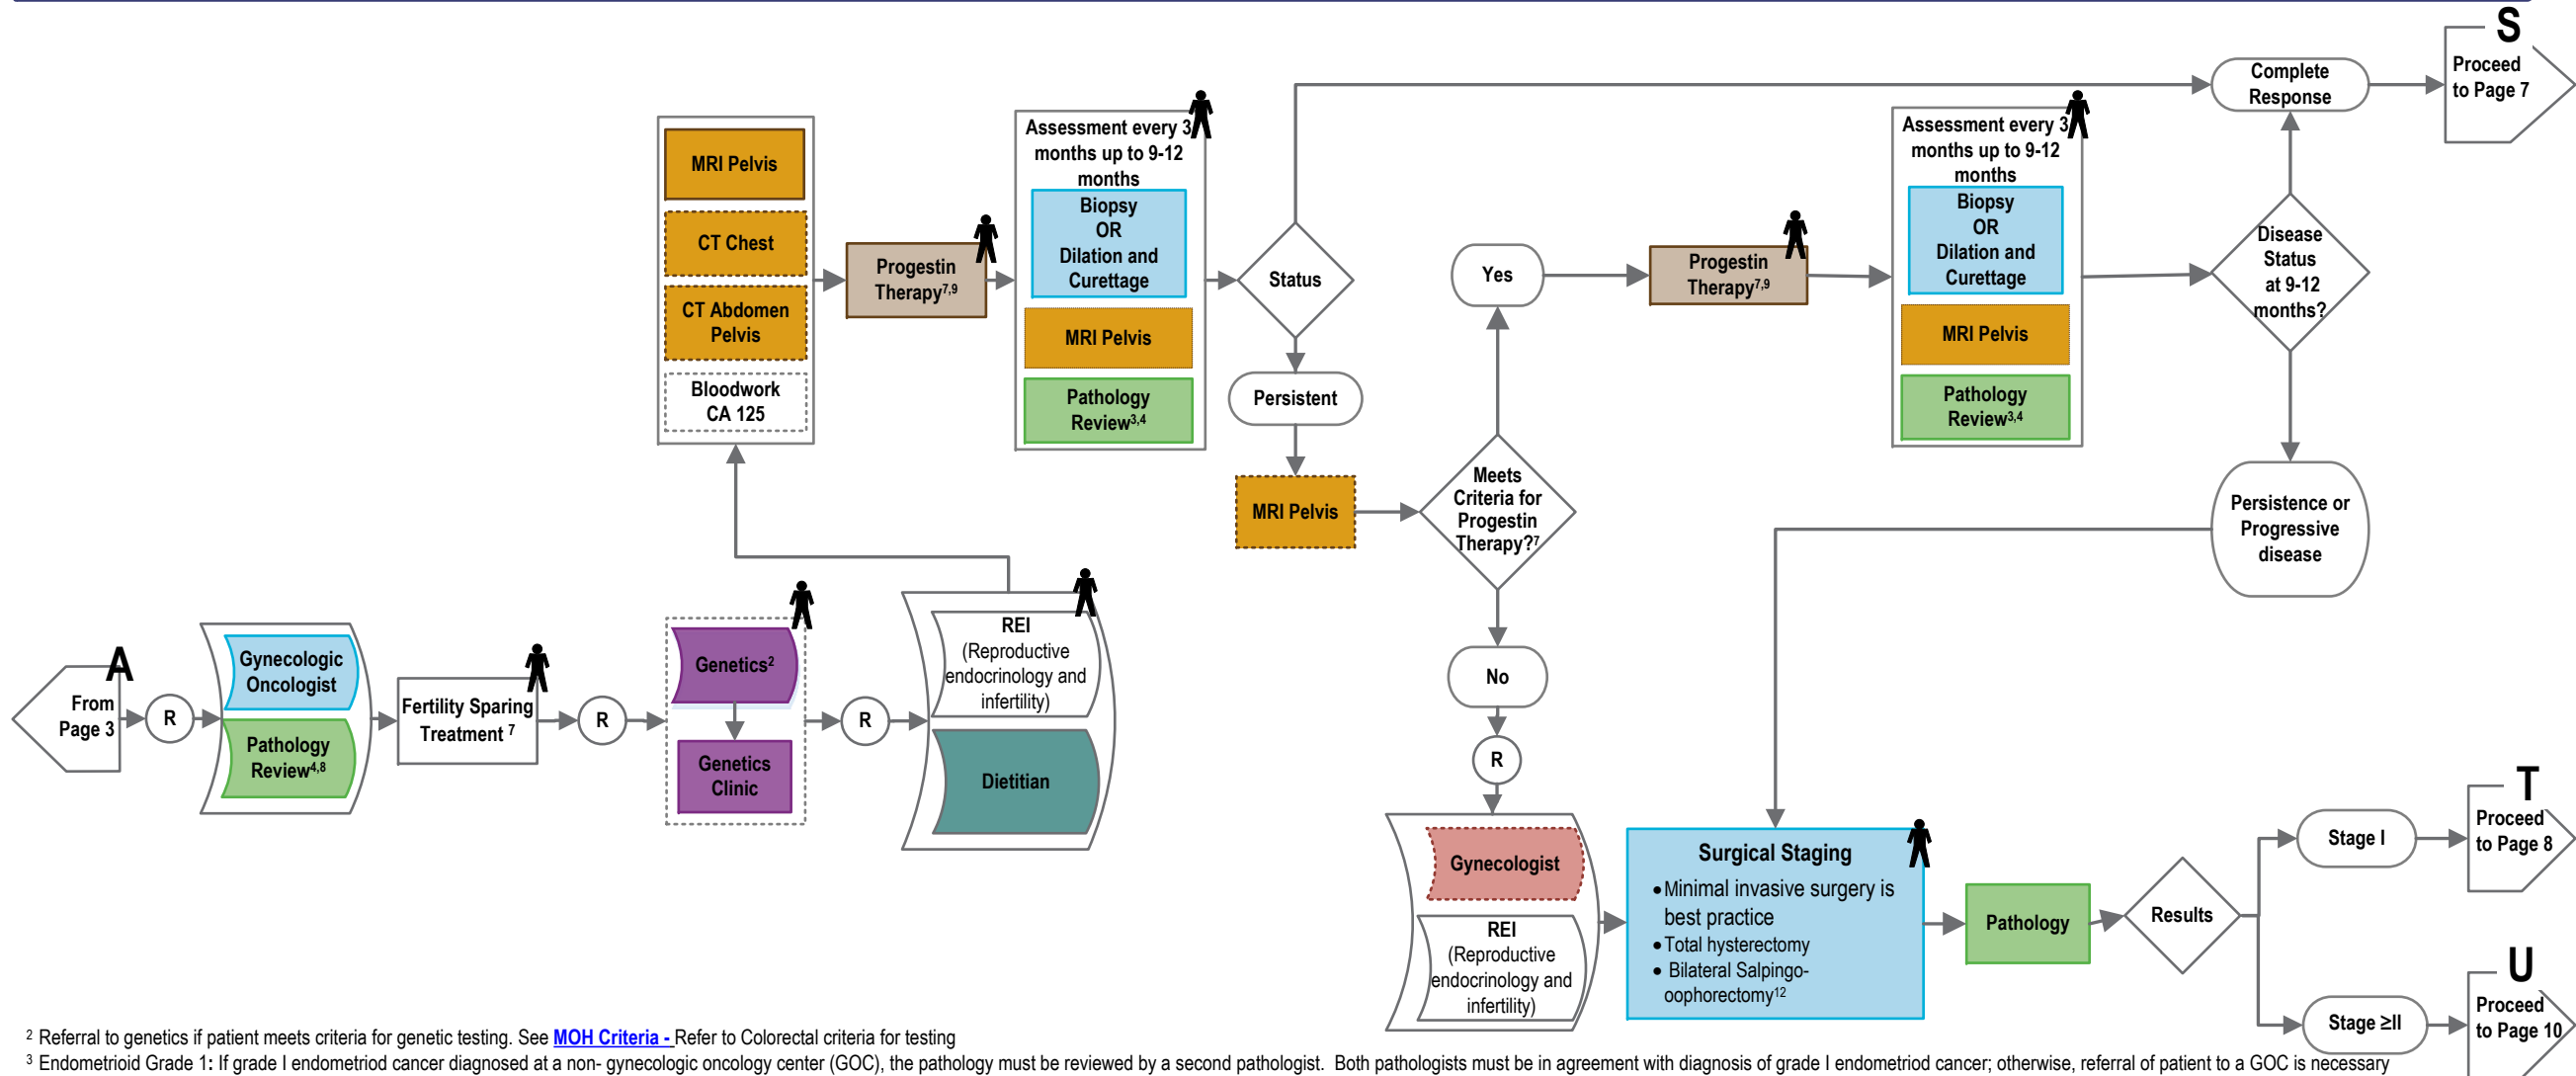 A
From
Page 3
R
Gynecologic
Oncologist
Pathology
Review4,8
Fertility Sparing
Treatment 7
R
Genetics2
Genetics
Clinic
R
REI
(Reproductive
endocrinology and
infertility)
Dietitian
MRI Pelvis
CT Chest
CT Abdomen
Pelvis
Bloodwork
CA 125
Progestin
Therapy7,9
Assessment every 3
months up to 9-12
months
Biopsy
OR
Dilation and
Curettage
MRI Pelvis
Pathology
Review3,4
Status
Persistent
MRI Pelvis
Meets
Criteria for
Progestin
Therapy?7
Yes
Progestin
Therapy7,9
Assessment every 3
months up to 9-12
months
Biopsy
OR
Dilation and
Curettage
MRI Pelvis
Pathology
Review3,4
Disease
Status
at 9-12
months?
Complete
Response
S
Proceed
to Page 7
Persistence or
Progressive
disease
No
R
Gynecologist
REI
(Reproductive
endocrinology and
infertility)
Surgical Staging
• Minimal invasive surgery is
best practice
• Total hysterectomy
• Bilateral Salpingo-
oophorectomy12
Pathology
Results
Stage I
T
Proceed
to Page 8
Stage ≥II
U
Proceed
to Page 10
2 Referral to genetics if patient meets criteria for genetic testing. See MOH Criteria - Refer to Colorectal criteria for testing
3 Endometrioid Grade 1: If grade I endometriod cancer diagnosed at a non- gynecologic oncology center (GOC), the pathology must be reviewed by a second pathologist. Both pathologists must be in agreement with diagnosis of grade I endometriod cancer; otherwise, referral of patient to a GOC is necessary